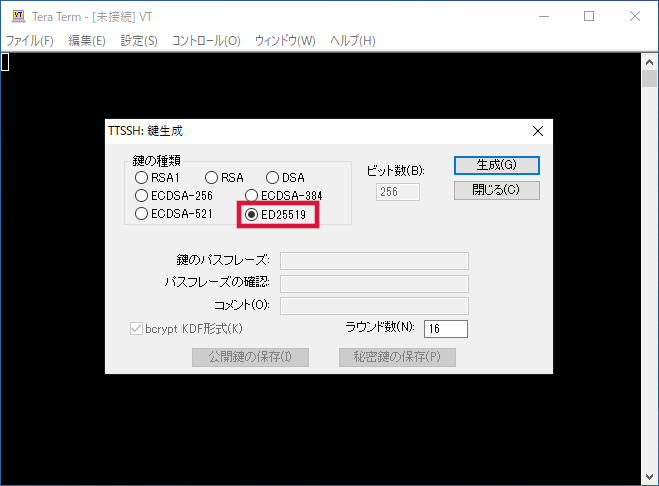 VT Tera Term - [未接続] VT
ファイル(F) 編集(E) 設定(S) コントロール(O) ウィンドウ(W) ヘルプ(H)
TTSSH: 鍵生成
鍵の種類
RSA1 RSA DSA
ECDSA-256 ECDSA-384
ECDSA-521 ED25519
ビット数(B):
256
生成(G)
閉じる(C)
鍵のパスフレーズ:
パスフレーズの確認:
コメント(O):
bcrypt KDF形式(K) ラウンド数(N): 16
公開鍵の保存(I) 秘密鍵の保存(P)